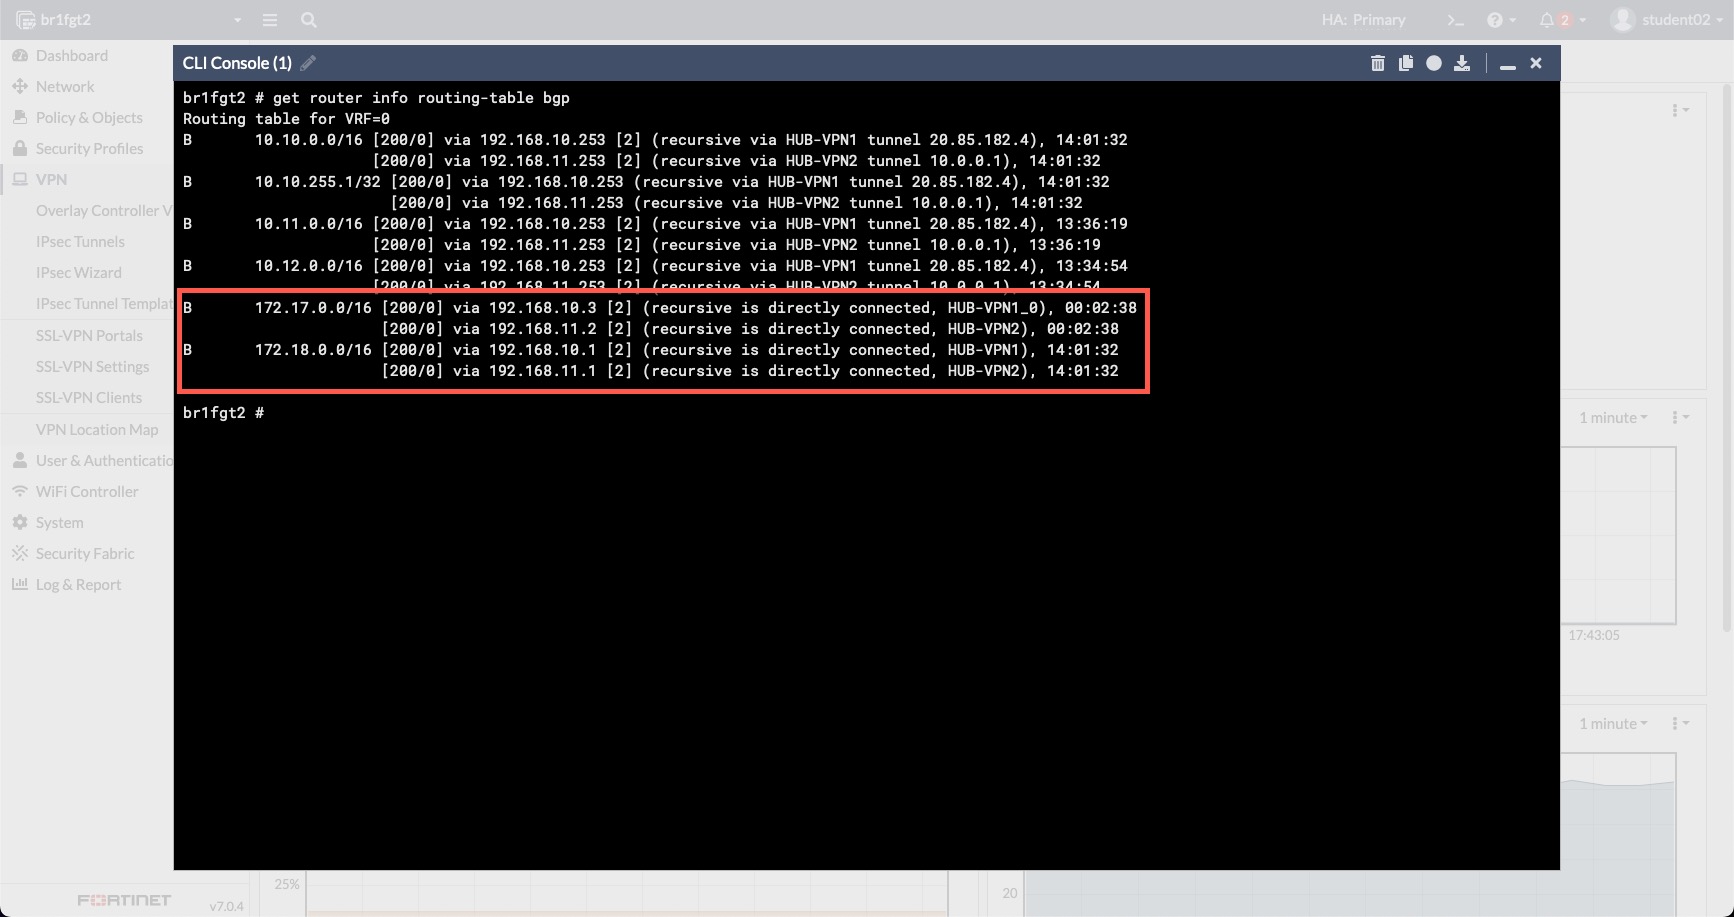 br1fgt2
HA: Primary
>_
2
student02
Dashboard
Network
Policy & Objects
Security Profiles
VPN
Overlay Controller V
IPsec Tunnels
IPsec Wizard
IPsec Tunnel Templat
SSL-VPN Portals
SSL-VPN Settings
SSL-VPN Clients
VPN Location Map
User & Authenticatio
WiFi Controller
System
Security Fabric
Log & Report
FORTINET
v7.0.4
CLI Console (1)
br1fgt2 # get router info routing-table bgp
Routing table for VRF=0
B 10.10.0.0/16 [200/0] via 192.168.10.253 [2] (recursive via HUB-VPN1 tunnel 20.85.182.4), 14:01:32
[200/0] via 192.168.11.253 [2] (recursive via HUB-VPN2 tunnel 10.0.0.1), 14:01:32
B 10.10.255.1/32 [200/0] via 192.168.10.253 (recursive via HUB-VPN1 tunnel 20.85.182.4), 14:01:32
[200/0] via 192.168.11.253 (recursive via HUB-VPN2 tunnel 10.0.0.1), 14:01:32
B 10.11.0.0/16 [200/0] via 192.168.10.253 [2] (recursive via HUB-VPN1 tunnel 20.85.182.4), 13:36:19
[200/0] via 192.168.11.253 [2] (recursive via HUB-VPN2 tunnel 10.0.0.1), 13:36:19
B 10.12.0.0/16 [200/0] via 192.168.10.253 [2] (recursive via HUB-VPN1 tunnel 20.85.182.4), 13:34:54
[200/0] via 192.168.11.253 [2] (recursive via HUB-VPN2 tunnel 10.0.0.1), 13:34:54
B 172.17.0.0/16 [200/0] via 192.168.10.3 [2] (recursive is directly connected, HUB-VPN1_0), 00:02:38
[200/0] via 192.168.11.2 [2] (recursive is directly connected, HUB-VPN2), 00:02:38
B 172.18.0.0/16 [200/0] via 192.168.10.1 [2] (recursive is directly connected, HUB-VPN1), 14:01:32
[200/0] via 192.168.11.1 [2] (recursive is directly connected, HUB-VPN2), 14:01:32
br1fgt2 #
1 minute
17:43:05
1 minute
25%
20